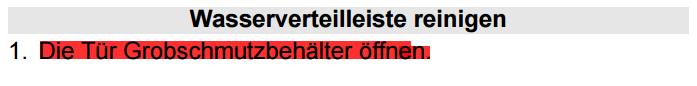 Wasserverteilleiste reinigen
1. Die Tür Grobschmutzbehälter öffnen.